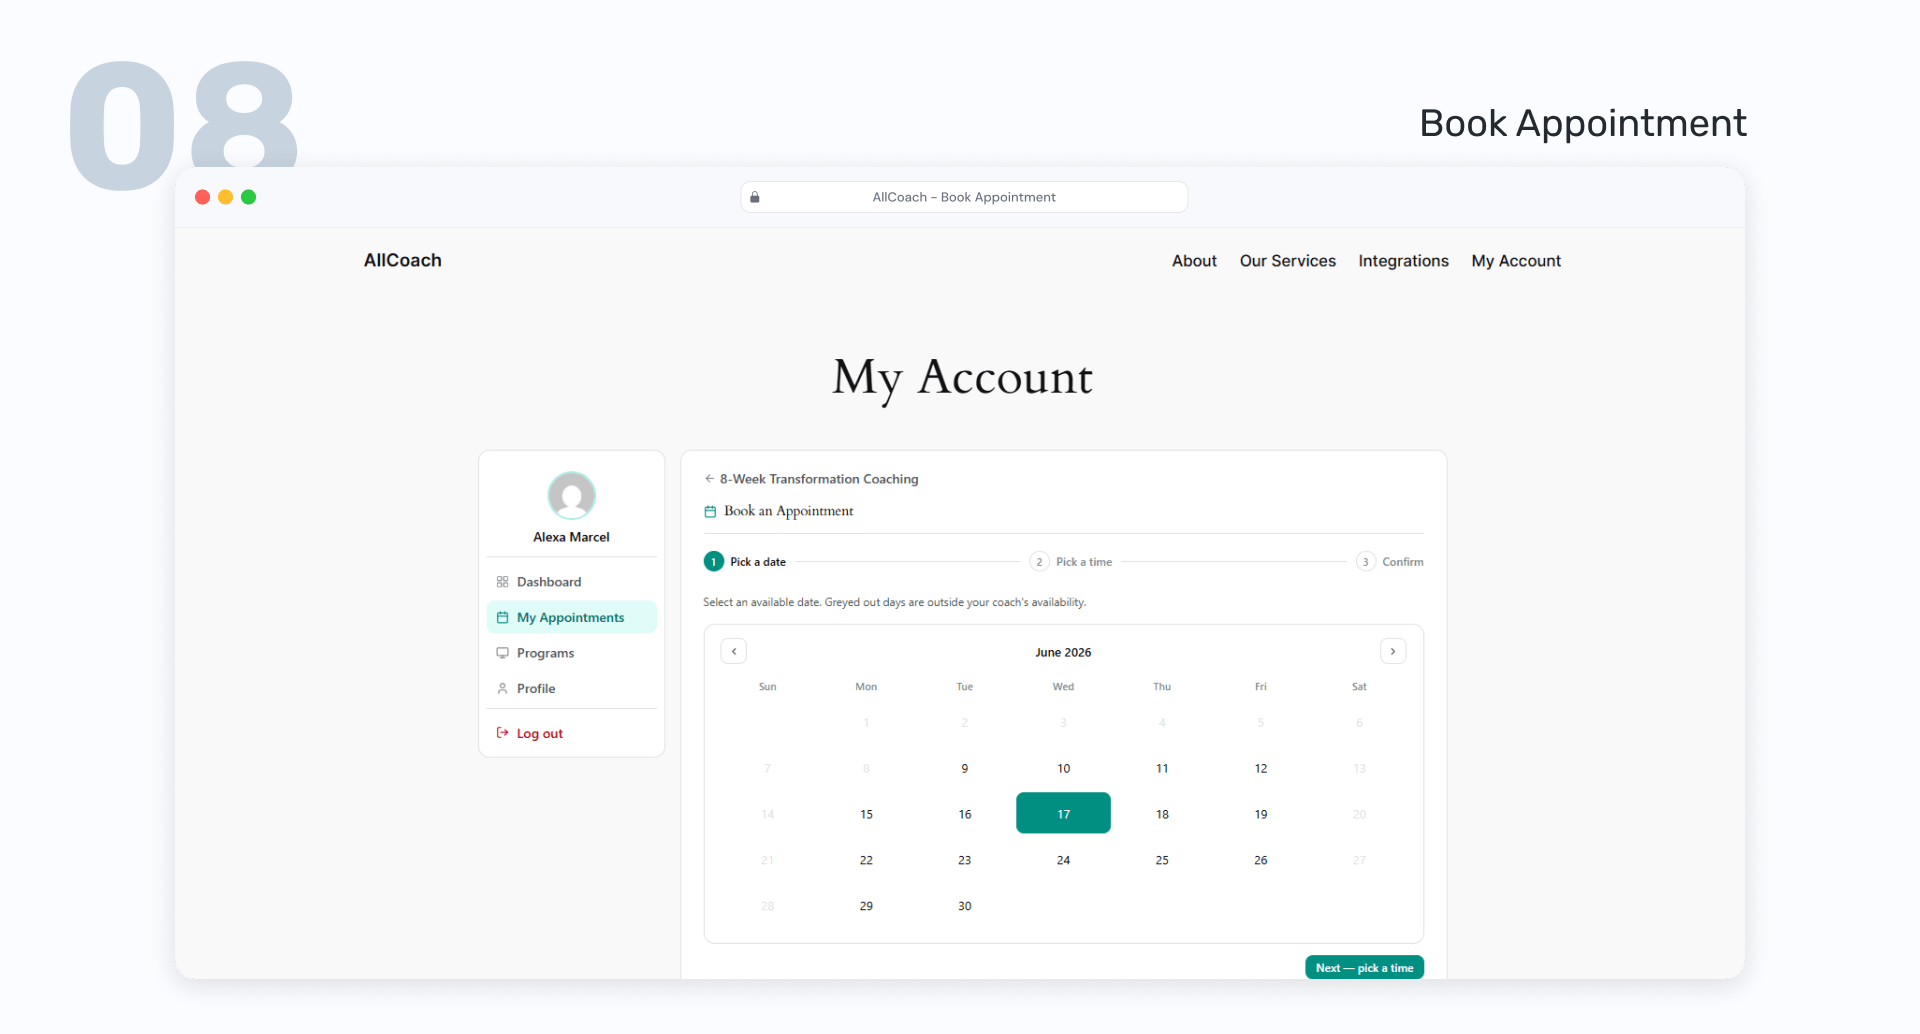 08
Book Appointment
AllCoach - Book Appointment
AllCoach
About Our Services Integrations My Account
My Account
Alexa Marcel
Dashboard
My Appointments
Programs
Profile
Log out
← 8-Week Transformation Coaching
Book an Appointment
1 Pick a date 2 Pick a time 3 Confirm
Select an available date. Greyed out days are outside your coach's availability.
‹ June 2026 ›
Sun Mon Tue Wed Thu Fri Sat
1 2 3 4 5 6
7 8 9 10 11 12 13
14 15 16 17 18 19 20
21 22 23 24 25 26 27
28 29 30
Next — pick a time